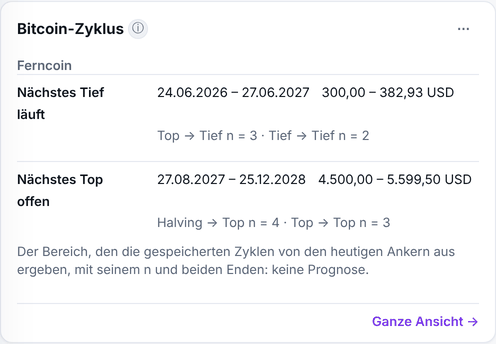 Bitcoin-Zyklus ⓘ ···
Ferncoin
Nächstes Tief 24.06.2026 – 27.06.2027 300,00 – 382,93 USD
läuft
Top → Tief n = 3 · Tief → Tief n = 2
Nächstes Top 27.08.2027 – 25.12.2028 4.500,00 – 5.599,50 USD
offen
Halving → Top n = 4 · Top → Top n = 3
Der Bereich, den die gespeicherten Zyklen von den heutigen Ankern aus
ergeben, mit seinem n und beiden Enden: keine Prognose.
Ganze Ansicht →